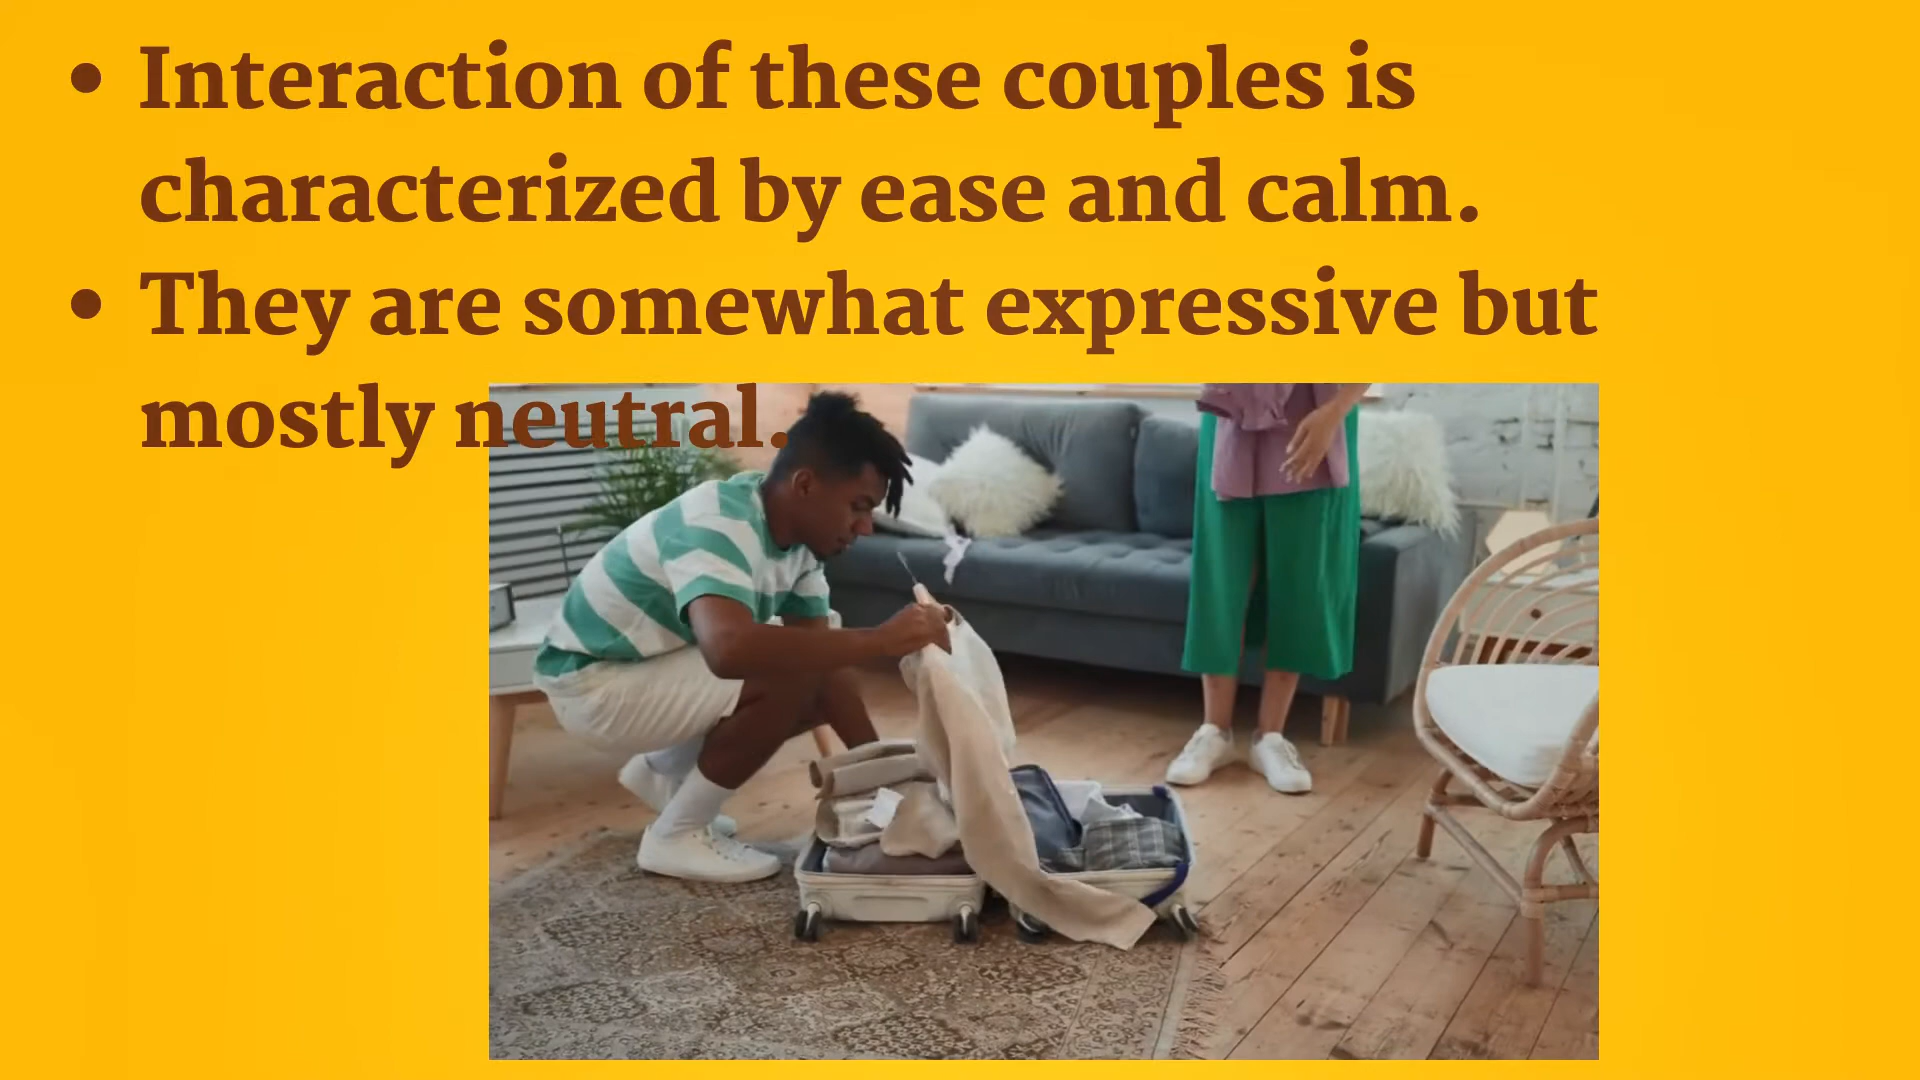 • Interaction of these couples is
characterized by ease and calm.
• They are somewhat expressive but
mostly neutral.